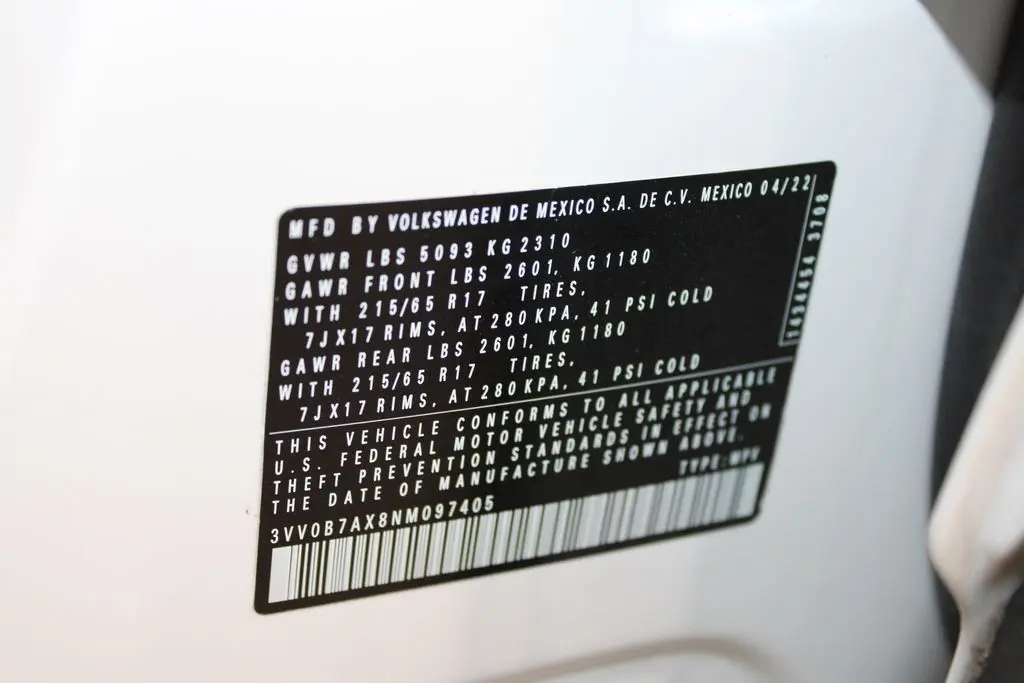 MFD BY VOLKSWAGEN DE MEXICO S.A. DE C.V. MEXICO 04/22
GVWR LBS 5093 KG 2310
GAWR FRONT LBS 2601, KG 1180
WITH 215/65 R17 TIRES,
7JX17 RIMS, AT 280 KPA, 41 PSI COLD
GAWR REAR LBS 2601, KG 1180
WITH 215/65 R17 TIRES,
7JX17 RIMS, AT 280 KPA, 41 PSI COLD
THIS VEHICLE CONFORMS TO ALL APPLICABLE
U.S. FEDERAL MOTOR VEHICLE SAFETY AND
THEFT PREVENTION STANDARDS IN EFFECT ON
THE DATE OF MANUFACTURE SHOWN ABOVE.
TYPE: MPV
3VV0B7AX8NM097405
3708